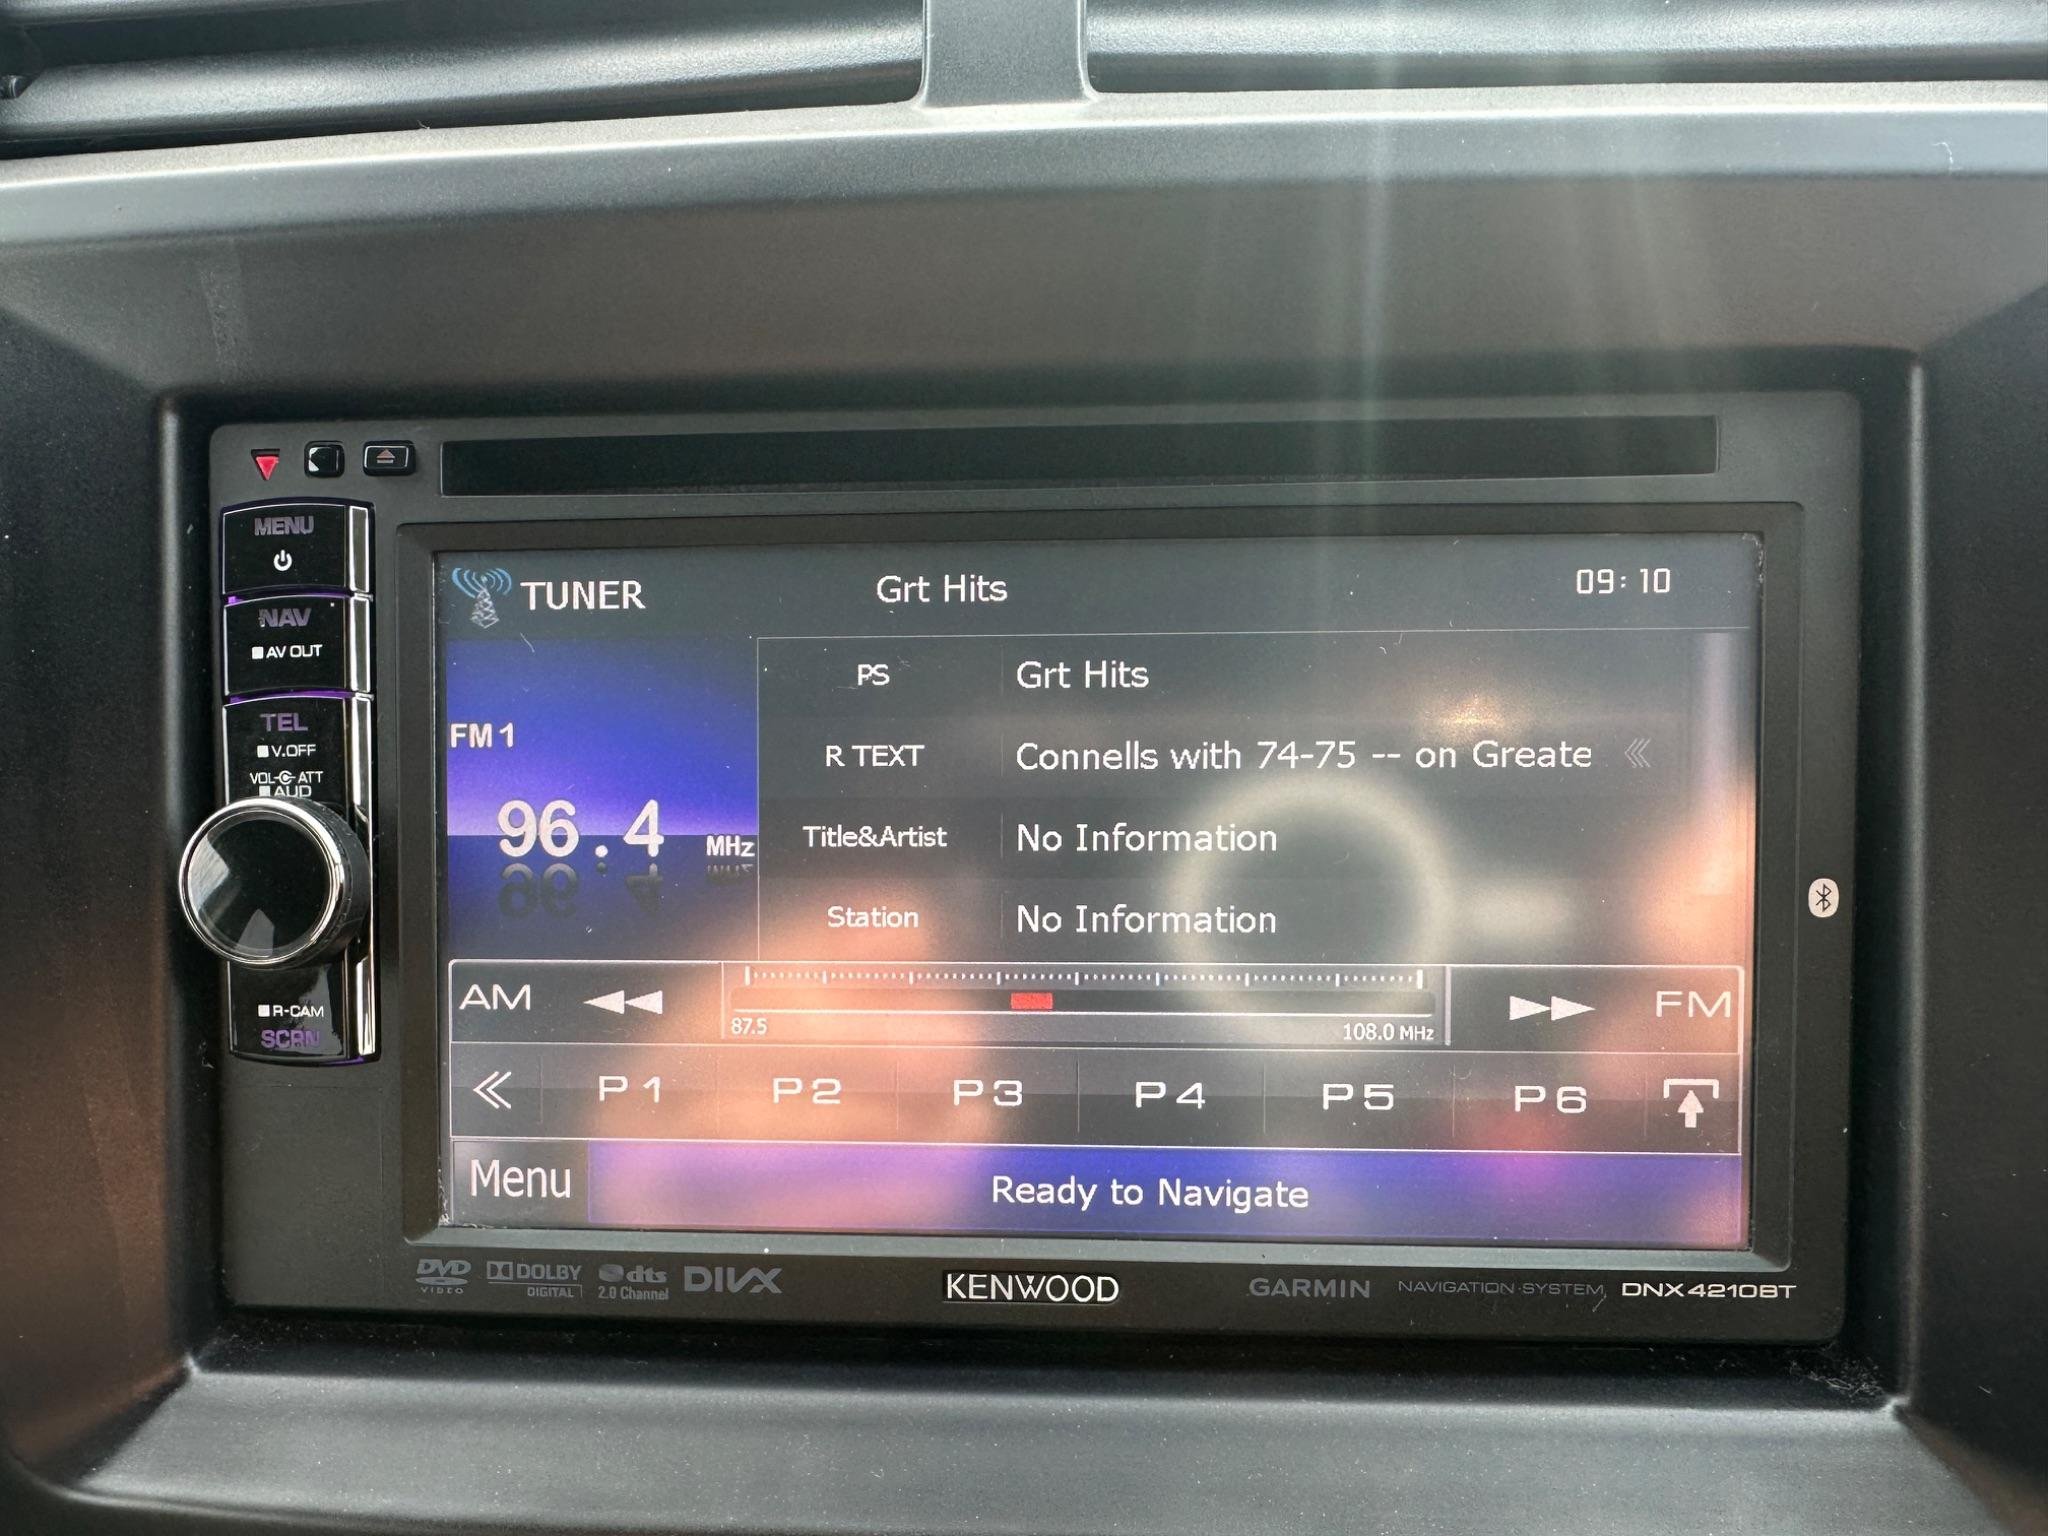 MENU
NAV
AV OUT
TEL
V.OFF
VOL ATT
AUD
R-CAM
SCRN
TUNER
Grt Hits
09:10
FM1
96.4 MHz
PS Grt Hits
R TEXT Connells with 74-75 -- on Greate
Title&Artist No Information
Station No Information
AM
87.5
108.0 MHz
FM
P1 P2 P3 P4 P5 P6
Menu
Ready to Navigate
DVD VIDEO
DOLBY DIGITAL
dts 2.0 Channel
DIVX
KENWOOD
GARMIN
NAVIGATION SYSTEM
DNX4210BT